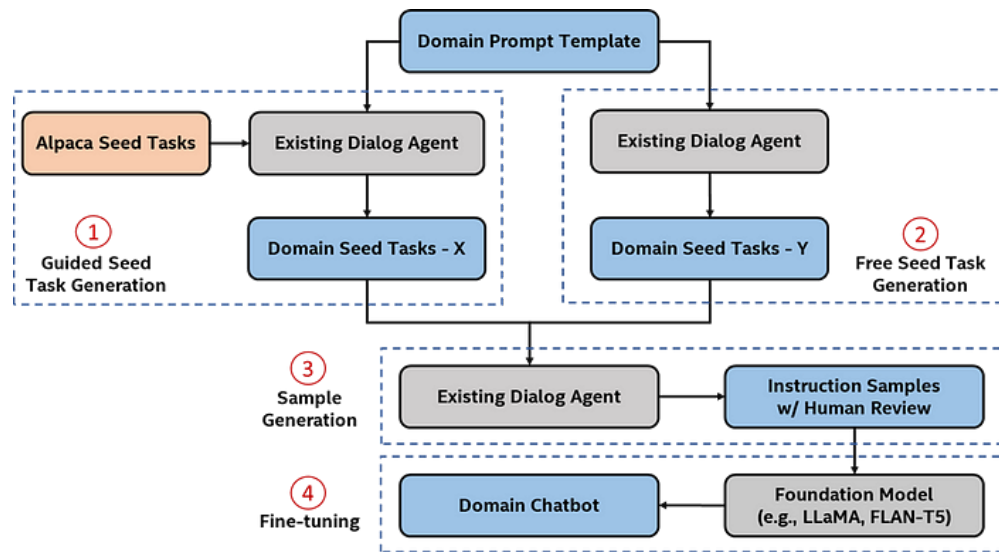 Domain Prompt Template
Alpaca Seed Tasks
Existing Dialog Agent
Existing Dialog Agent
1
Guided Seed
Task Generation
Domain Seed Tasks - X
Domain Seed Tasks - Y
2
Free Seed Task
Generation
3
Sample
Generation
Existing Dialog Agent
Instruction Samples
w/ Human Review
4
Fine-tuning
Domain Chatbot
Foundation Model
(e.g., LLaMA, FLAN-T5)